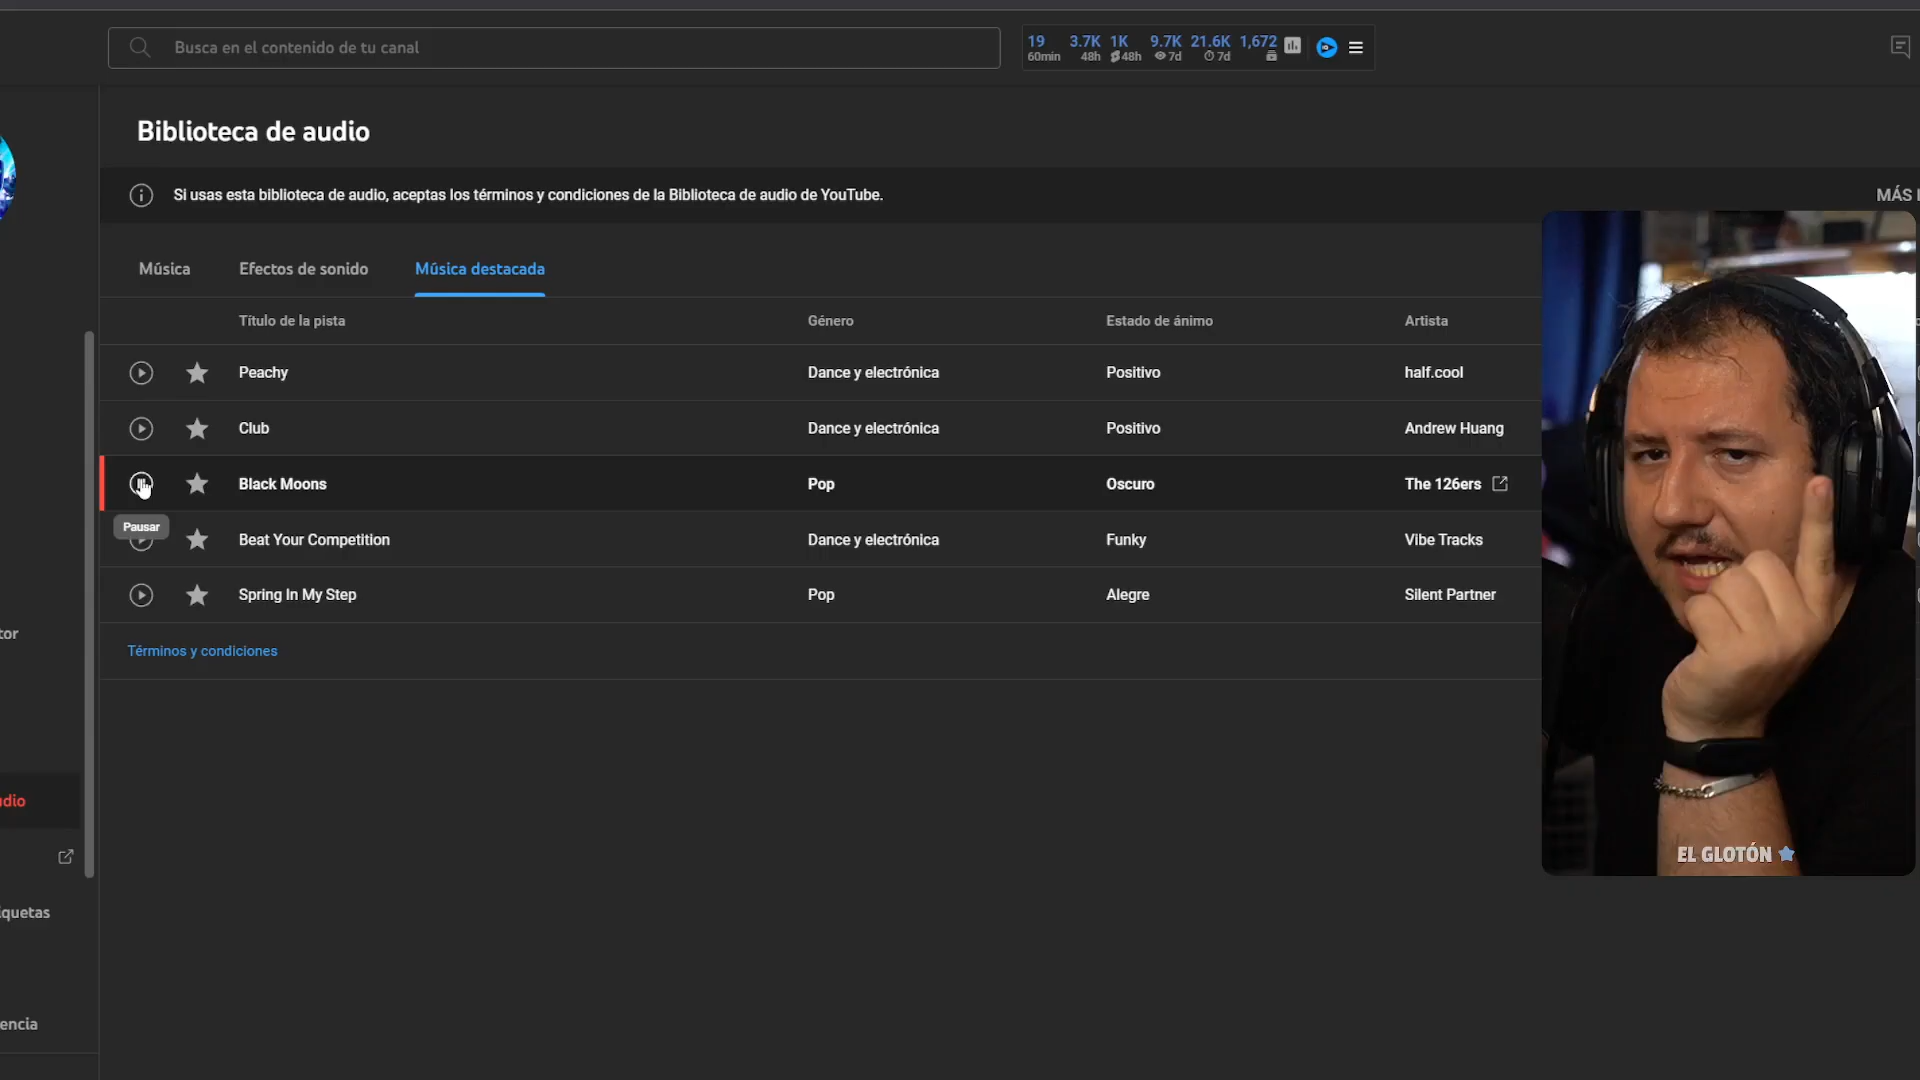 Busca en el contenido de tu canal
19 3.7K 1K 9.7K 21.6K 1,672
60min 48h 48h 7d 7d
Biblioteca de audio
Si usas esta biblioteca de audio, aceptas los términos y condiciones de la Biblioteca de audio de YouTube.
MÁS
Música Efectos de sonido Música destacada
Título de la pista Género Estado de ánimo Artista
Peachy Dance y electrónica Positivo half.cool
Club Dance y electrónica Positivo Andrew Huang
Black Moons Pop Oscuro The 126ers
Pausar
Beat Your Competition Dance y electrónica Funky Vibe Tracks
Spring In My Step Pop Alegre Silent Partner
tor
Términos y condiciones
udio
EL GLOTÓN
iquetas
encia